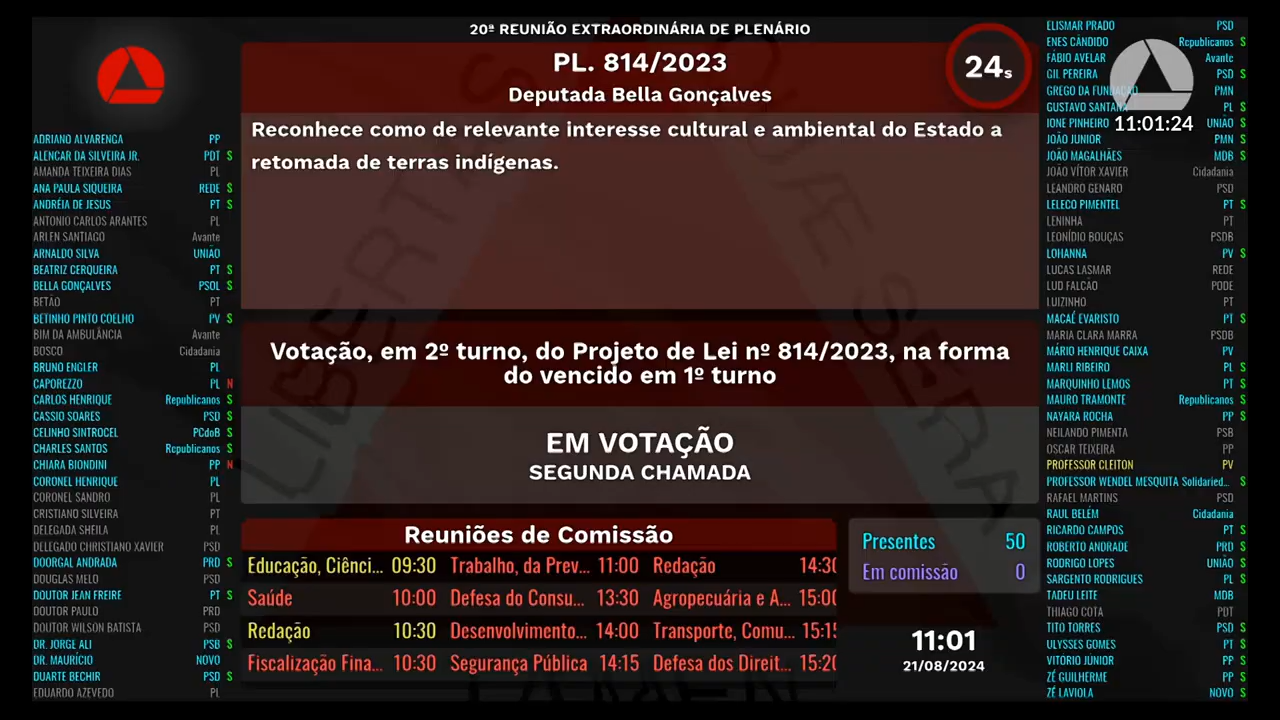 20ª REUNIÃO EXTRAORDINÁRIA DE PLENÁRIO
PL. 814/2023
Deputada Bella Gonçalves
24s
Reconhece como de relevante interesse cultural e ambiental do Estado a
retomada de terras indígenas.
Votação, em 2º turno, do Projeto de Lei nº 814/2023, na forma
do vencido em 1º turno
EM VOTAÇÃO
SEGUNDA CHAMADA
Reuniões de Comissão
Educação, Ciênci... 09:30 Trabalho, da Prev... 11:00 Redação 14:30
Saúde 10:00 Defesa do Consu... 13:30 Agropecuária e A... 15:00
Redação 10:30 Desenvolvimento... 14:00 Transporte, Comu... 15:15
Fiscalização Fina... 10:30 Segurança Pública 14:15 Defesa dos Direit... 15:20
Presentes 50
Em comissão 0
11:01
21/08/2024
ADRIANO ALVARENGA PP
ALENCAR DA SILVEIRA JR. PDT S
AMANDA TEIXEIRA DIAS PL
ANA PAULA SIQUEIRA REDE S
ANDRÉIA DE JESUS PT S
ANTONIO CARLOS ARANTES PL
ARLEN SANTIAGO Avante
ARNALDO SILVA UNIÃO
BEATRIZ CERQUEIRA PT S
BELLA GONÇALVES PSOL S
BETÃO PT
BETINHO PINTO COELHO PV S
BIM DA AMBULÂNCIA Avante
BOSCO Cidadania
BRUNO ENGLER PL
CAPOREZZO PL N
CARLOS HENRIQUE Republicanos S
CASSIO SOARES PSD S
CELINHO SINTROCEL PCdoB S
CHARLES SANTOS Republicanos S
CHIARA BIONDINI PP N
CORONEL HENRIQUE PL
CORONEL SANDRO PL
CRISTIANO SILVEIRA PT
DELEGADA SHEILA PL
DELEGADO CHRISTIANO XAVIER PSD
DOORGAL ANDRADA PRD S
DOUGLAS MELO PSD
DOUTOR JEAN FREIRE PT S
DOUTOR PAULO PRD
DOUTOR WILSON BATISTA PSD
DR. JORGE ALI PSB S
DR. MAURÍCIO NOVO
DUARTE BECHIR PSD S
EDUARDO AZEVEDO PL
ELISMAR PRADO PSD
ENES CÂNDIDO Republicanos S
FÁBIO AVELAR Avante
GIL PEREIRA PSD S
GREGO DA FUNDAÇÃO PMN
GUSTAVO SANTANA PL S
11:01:24
IONE PINHEIRO UNIÃO S
JOÃO JUNIOR PMN S
JOÃO MAGALHÃES MDB S
JOÃO VÍTOR XAVIER Cidadania
LEANDRO GENARO PSD
LELECO PIMENTEL PT S
LENINHA PT
LEONÍDIO BOUÇAS PSDB
LOHANNA PV S
LUCAS LASMAR REDE
LUD FALCÃO PODE
LUIZINHO PT
MACAÉ EVARISTO PT S
MARIA CLARA MARRA PSDB
MÁRIO HENRIQUE CAIXA PV
MARLI RIBEIRO PL S
MARQUINHO LEMOS PT S
MAURO TRAMONTE Republicanos S
NAYARA ROCHA PP S
NEILANDO PIMENTA PSB
OSCAR TEIXEIRA PP
PROFESSOR CLEITON PV
PROFESSOR WENDEL MESQUITA Solidaried... S
RAFAEL MARTINS PSD
RAUL BELÉM Cidadania
RICARDO CAMPOS PT S
ROBERTO ANDRADE PRD S
RODRIGO LOPES UNIÃO S
SARGENTO RODRIGUES PL S
TADEU LEITE MDB
THIAGO COTA PDT
TITO TORRES PSD S
ULYSSES GOMES PT S
VITÓRIO JÚNIOR PP S
ZÉ GUILHERME PP S
ZÉ LAVIOLA NOVO S